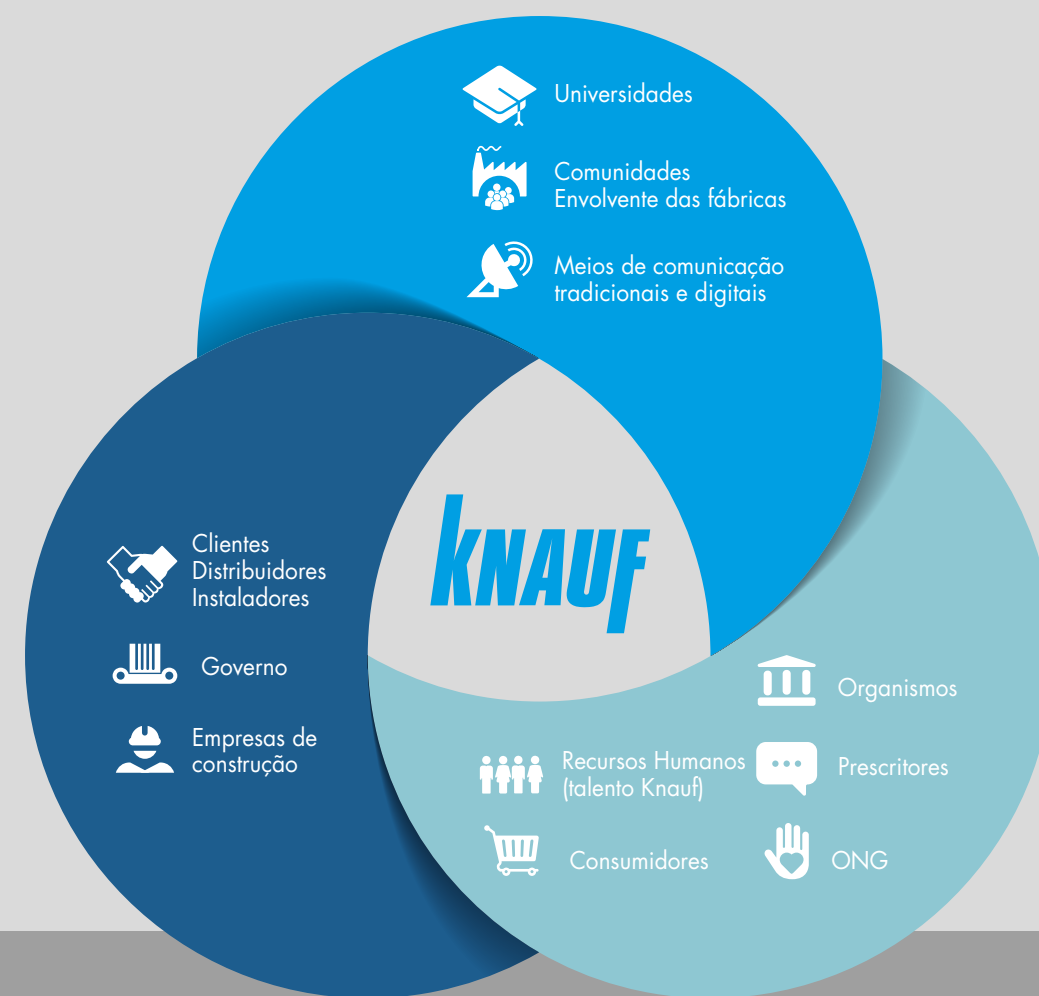 Universidades
Comunidades
Envolvente das fábricas
Meios de comunicação
tradicionais e digitais
Clientes
Distribuidores
Instaladores
Governo
Empresas de
construção
KNAUF
Organismos
Recursos Humanos
(talento Knauf)
Prescritores
Consumidores
ONG